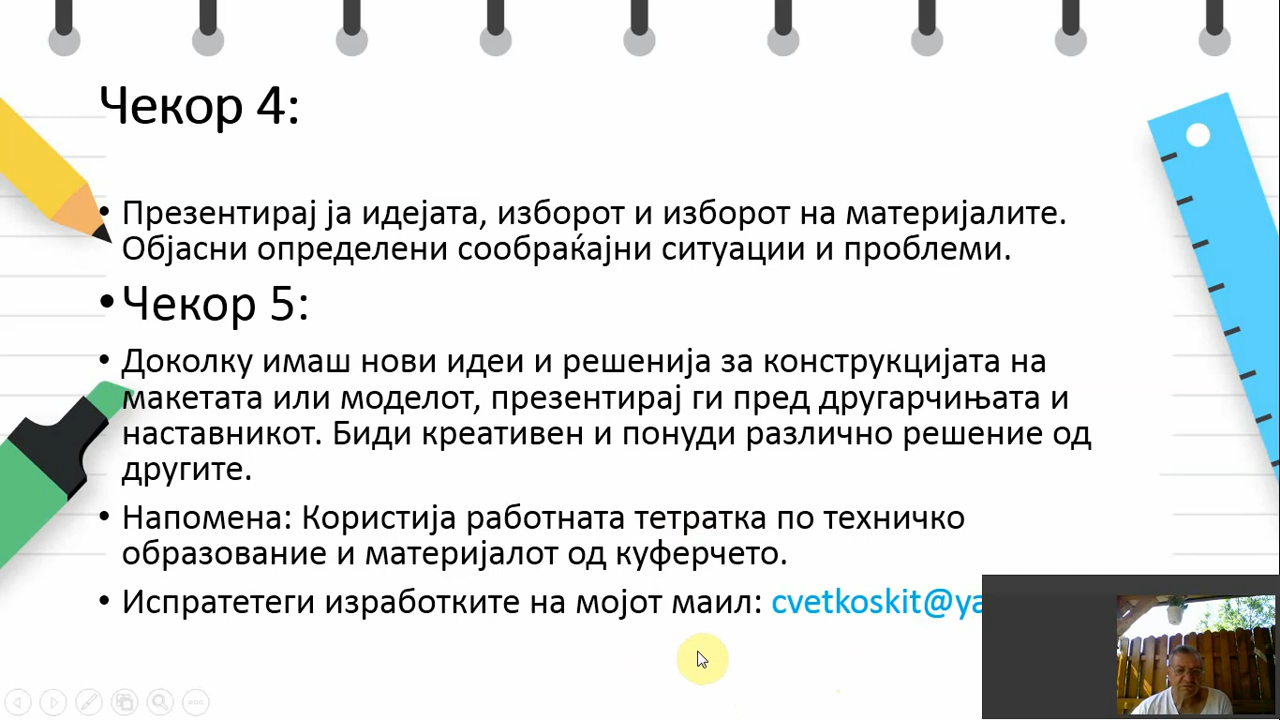 Чекор 4:
• Презентирај ја идејата, изборот и изборот на материјалите.
Објасни определени сообраќајни ситуации и проблеми.
• Чекор 5:
• Доколку имаш нови идеи и решенија за конструкцијата на
макетата или моделот, презентирај ги пред другарчињата и
наставникот. Биди креативен и понуди различно решение од
другите.
• Напомена: Користија работната тетратка по техничко
образование и материјалот од куферчето.
• Испратетеги изработките на мојот маил: cvetkoskit@ya